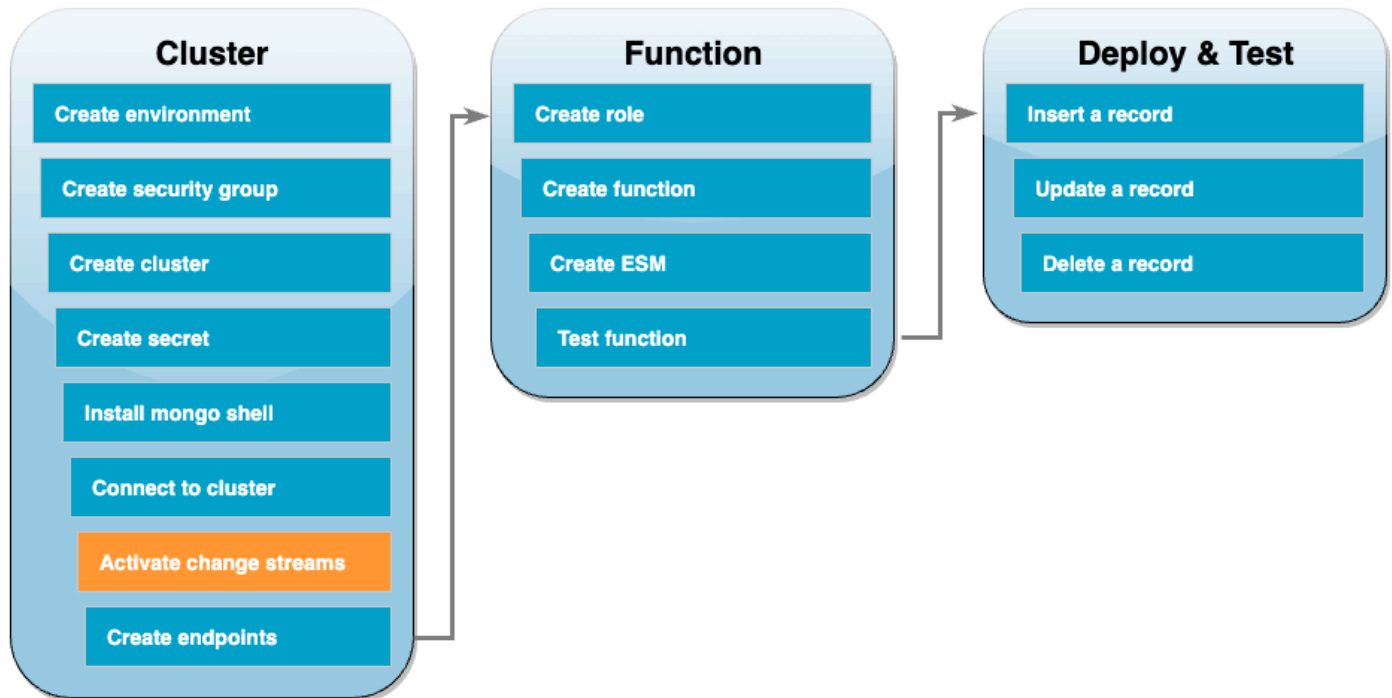 Cluster
Create environment
Create security group
Create cluster
Create secret
Install mongo shell
Connect to cluster
Activate change streams
Create endpoints
Function
Create role
Create function
Create ESM
Test function
Deploy & Test
Insert a record
Update a record
Delete a record